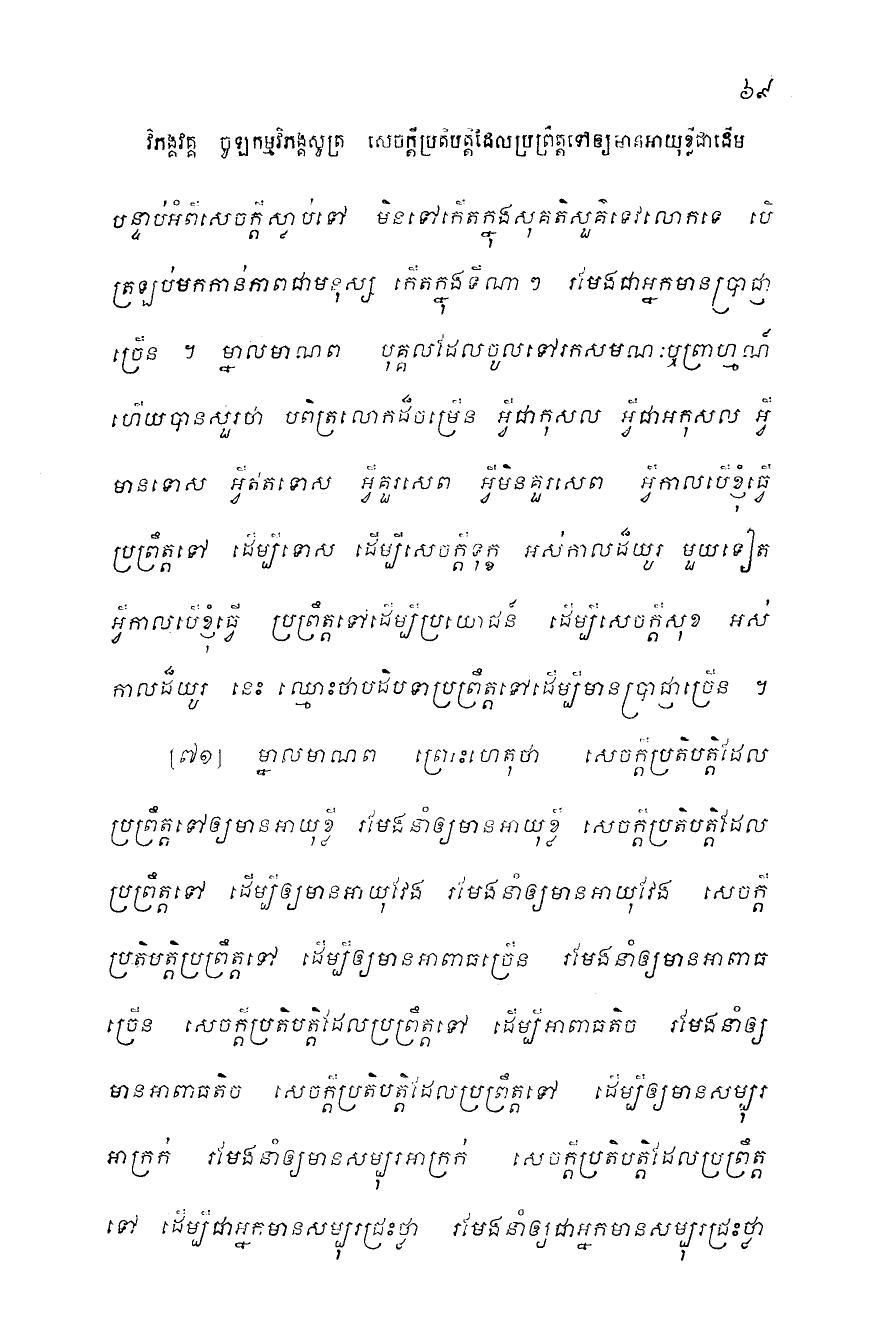 ៦៩
វិភង្គវគ្គ ចូឡកម្មវិភង្គសូត្រ សេចក្តីប្រតិបត្តិដែលប្រព្រឹត្តទៅឲ្យមានអាយុខ្លីជាដើម
បន្ទាប់អំពីសេចក្តីស្លាប់ទៅ មិនទៅកើតក្នុងសុគតិសួគ៌ទេវលោកទេ បើ
ត្រឡប់មកកាន់ភាពជាមនុស្ស កើតក្នុងទីណាៗ រមែងជាអ្នកមានប្រាជ្ញា
ច្រើន ។ ម្នាលមាណព បុគ្គលដែលចូលទៅរកសមណៈឬព្រាហ្មណ៍
ហើយបានសួរថា បពិត្រលោកដ៏ចម្រើន អ្វីជាកុសល អ្វីជាអកុសល អ្វី
មានទោស អ្វីឥតទោស អ្វីគួរសេព អ្វីមិនគួរសេព អ្វីកាលបើខ្ញុំធ្វើ
ប្រព្រឹត្តទៅ ដើម្បីទោស ដើម្បីសេចក្តីទុក្ខ អស់កាលដ៏យូរ មួយទៀត
អ្វីកាលបើខ្ញុំធ្វើ ប្រព្រឹត្តទៅដើម្បីប្រយោជន៍ ដើម្បីសេចក្តីសុខ អស់
កាលដ៏យូរ នេះ ឈ្មោះថាបដិបទាប្រព្រឹត្តទៅដើម្បីមានប្រាជ្ញាច្រើន ។
[៧១] ម្នាលមាណព ព្រោះហេតុថា សេចក្តីប្រតិបត្តិដែល
ប្រព្រឹត្តទៅឲ្យមានអាយុខ្លី រមែងនាំឲ្យមានអាយុខ្លី សេចក្តីប្រតិបត្តិដែល
ប្រព្រឹត្តទៅ ដើម្បីឲ្យមានអាយុវែង រមែងនាំឲ្យមានអាយុវែង សេចក្តី
ប្រតិបត្តិប្រព្រឹត្តទៅ ដើម្បីឲ្យមានអាពាធច្រើន រមែងនាំឲ្យមានអាពាធ
ច្រើន សេចក្តីប្រតិបត្តិដែលប្រព្រឹត្តទៅ ដើម្បីអាពាធតិច រមែងនាំឲ្យ
មានអាពាធតិច សេចក្តីប្រតិបត្តិដែលប្រព្រឹត្តទៅ ដើម្បីឲ្យមានសម្បុរ
អាក្រក់ រមែងនាំឲ្យមានសម្បុរអាក្រក់ សេចក្តីប្រតិបត្តិដែលប្រព្រឹត្ត
ទៅ ដើម្បីជាអ្នកមានសម្បុរជ្រះថ្លា រមែងនាំឲ្យជាអ្នកមានសម្បុរជ្រះថ្លា